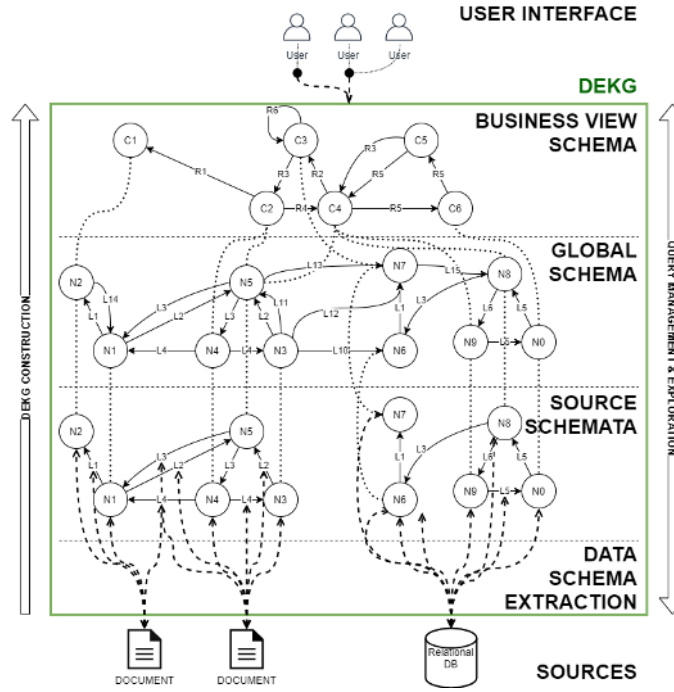 USER INTERFACE
User
User
User
DEKG
BUSINESS VIEW
SCHEMA
R6
C1
C3
C5
R1
R3
R2
R3
R5
R5
C2
R4
C4
R5
C6
GLOBAL
SCHEMA
N2
L14
L1
L3
L2
N5
L13
N7
L15
N8
L11
L3
L2
L12
L1
L3
L6
L5
N1
L4
N4
L4
N3
L10
N6
N9
L5
N0
SOURCE
SCHEMATA
N2
N5
N7
N8
L1
L3
L2
L3
L2
L1
L3
L6
L5
N1
L4
N4
L4
N3
N6
N9
L5
N0
DATA
SCHEMA
EXTRACTION
DEKG CONSTRUCTION
QUERY MANAGEMENT & EXPLORATION
DOCUMENT
DOCUMENT
Relational
DB
SOURCES